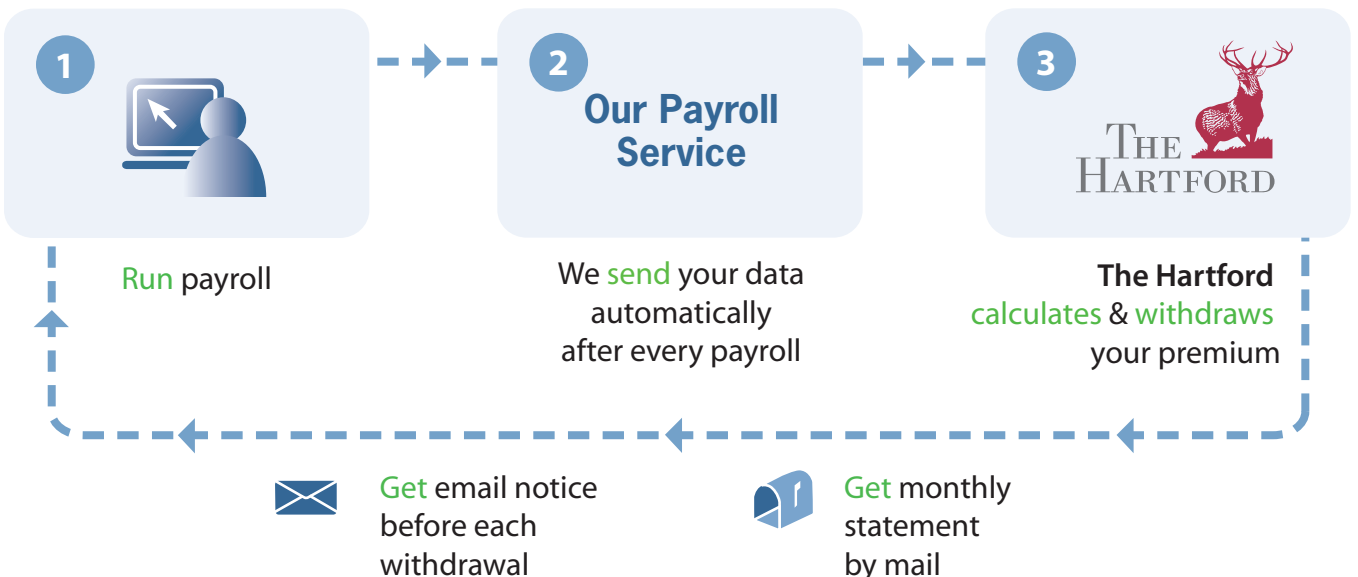 1
2
Our Payroll
Service
3
THE
HARTFORD
Run payroll
We send your data
automatically
after every payroll
The Hartford
calculates & withdraws
your premium
Get email notice
before each
withdrawal
Get monthly
statement
by mail